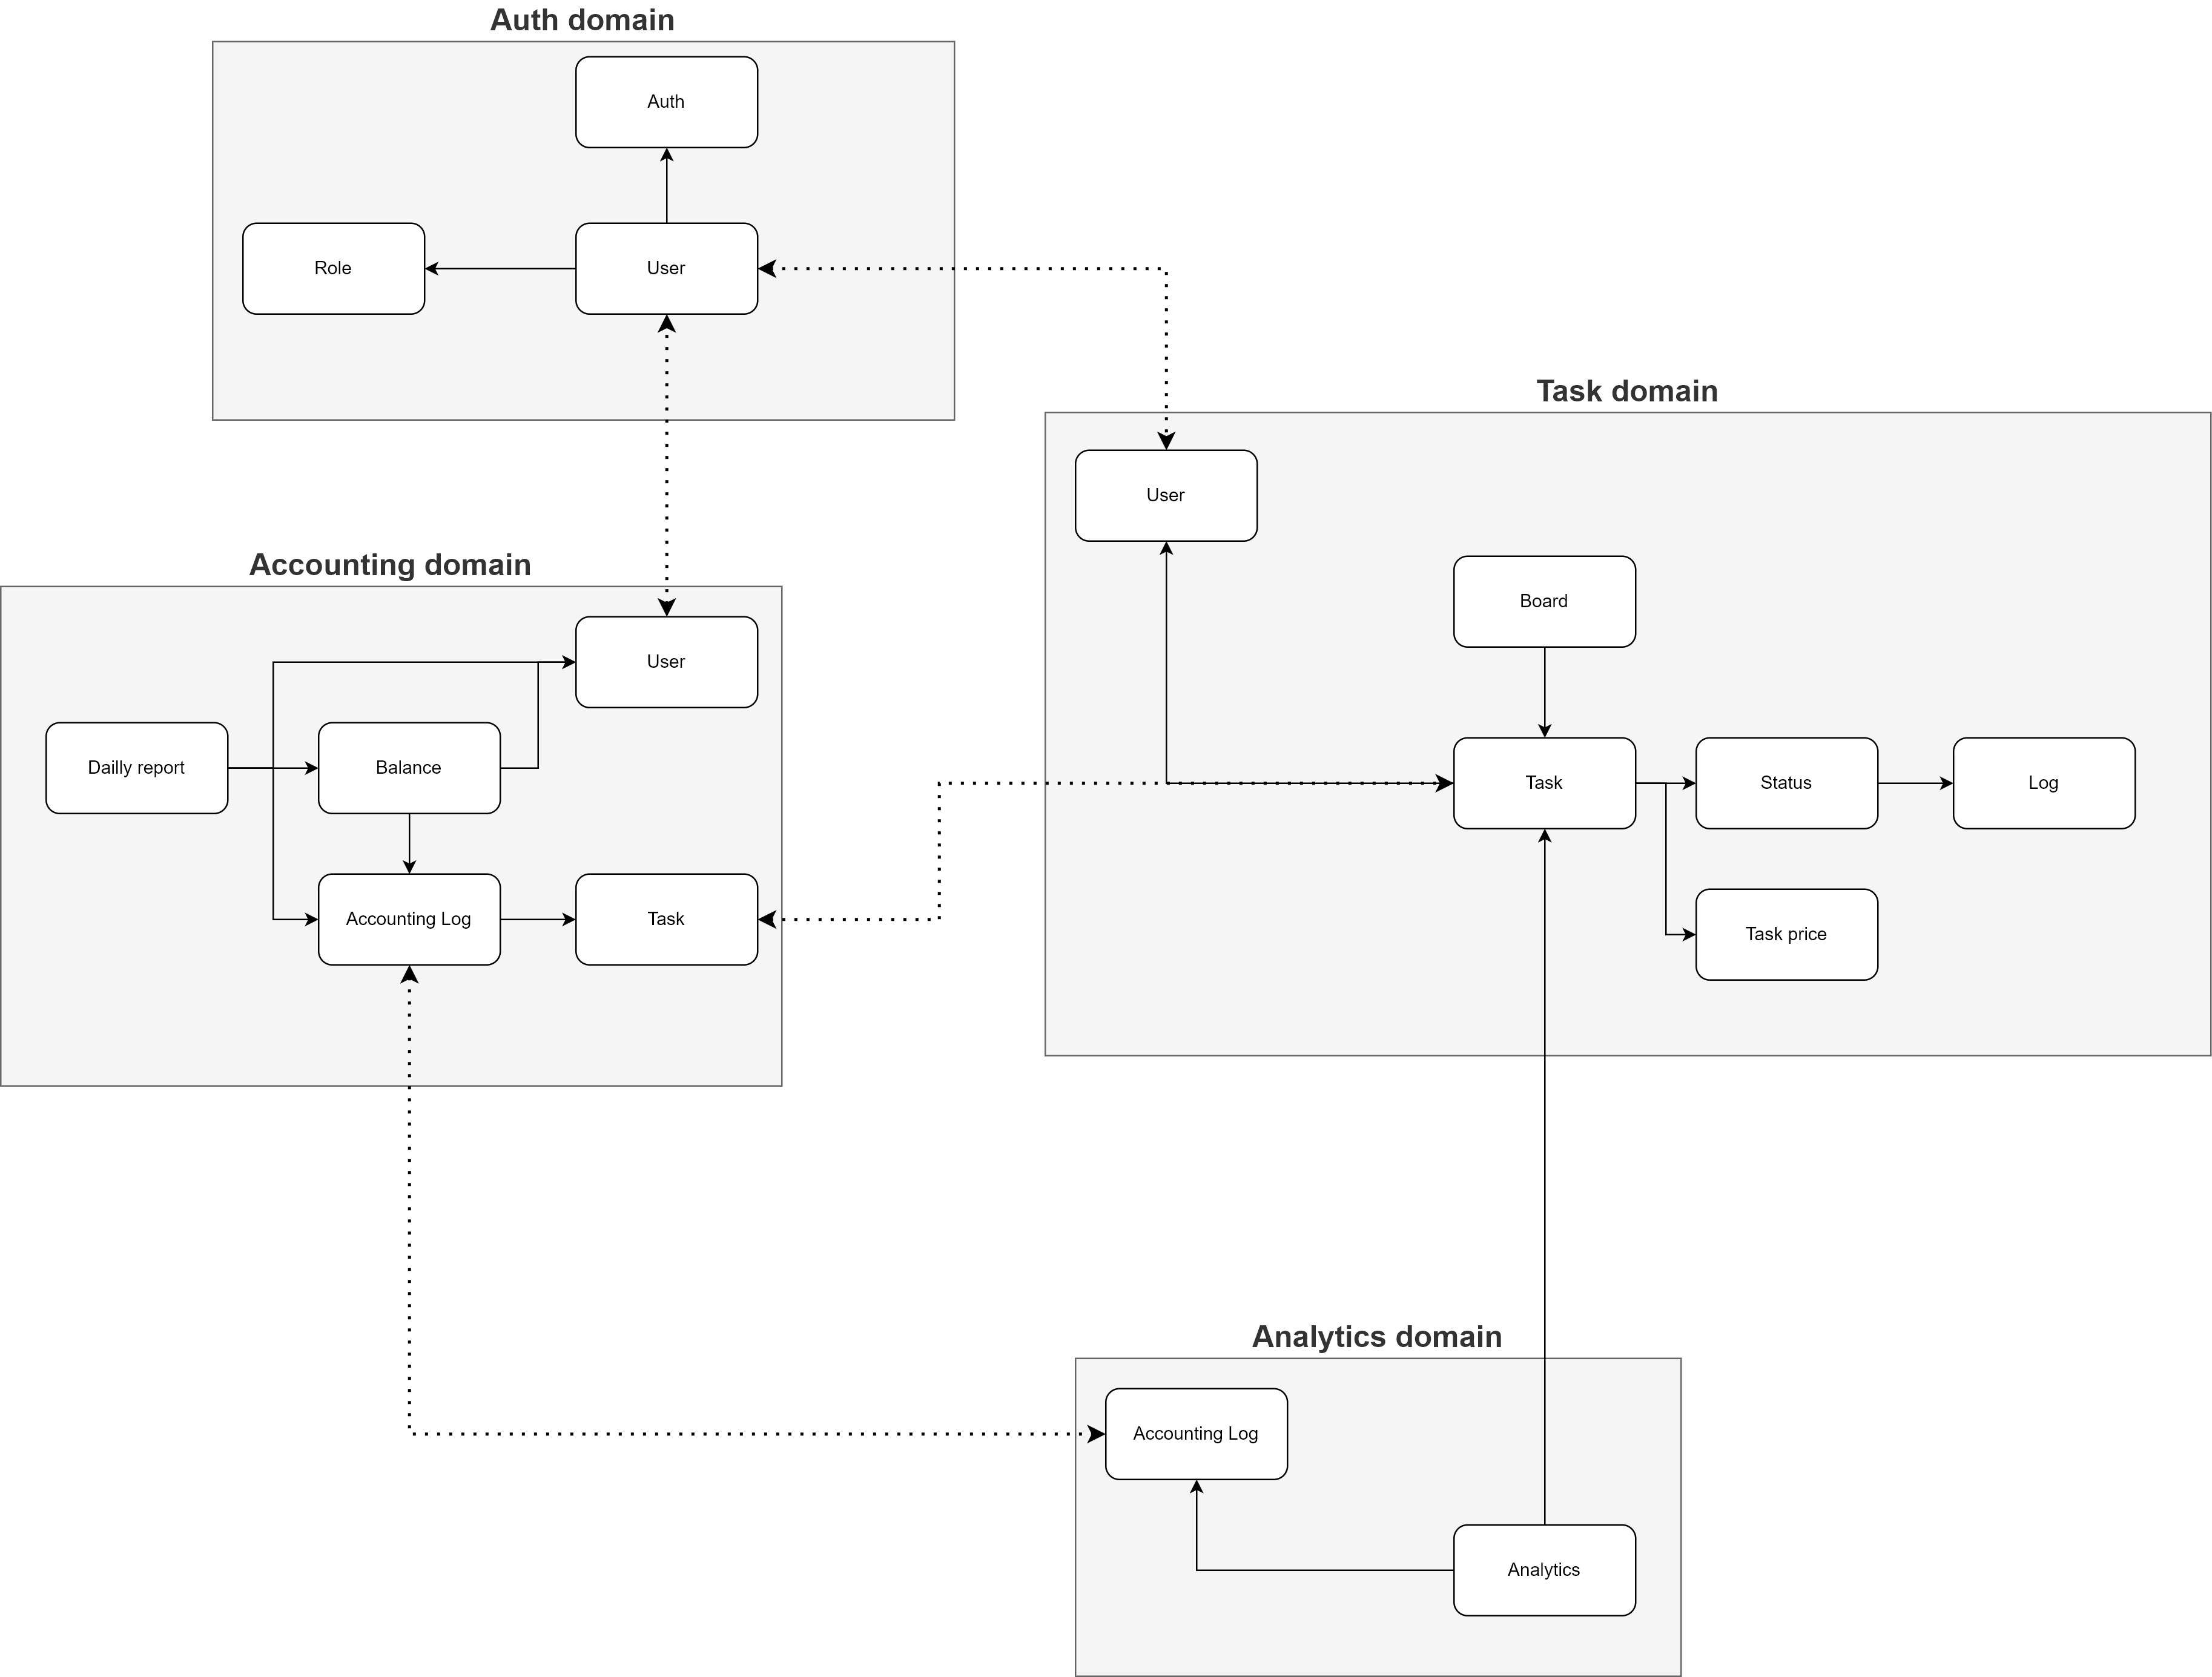 Auth domain
Auth
Role
User
Task domain
User
Board
Task
Status
Log
Task price
Accounting domain
User
Dailly report
Balance
Accounting Log
Task
Analytics domain
Accounting Log
Analytics